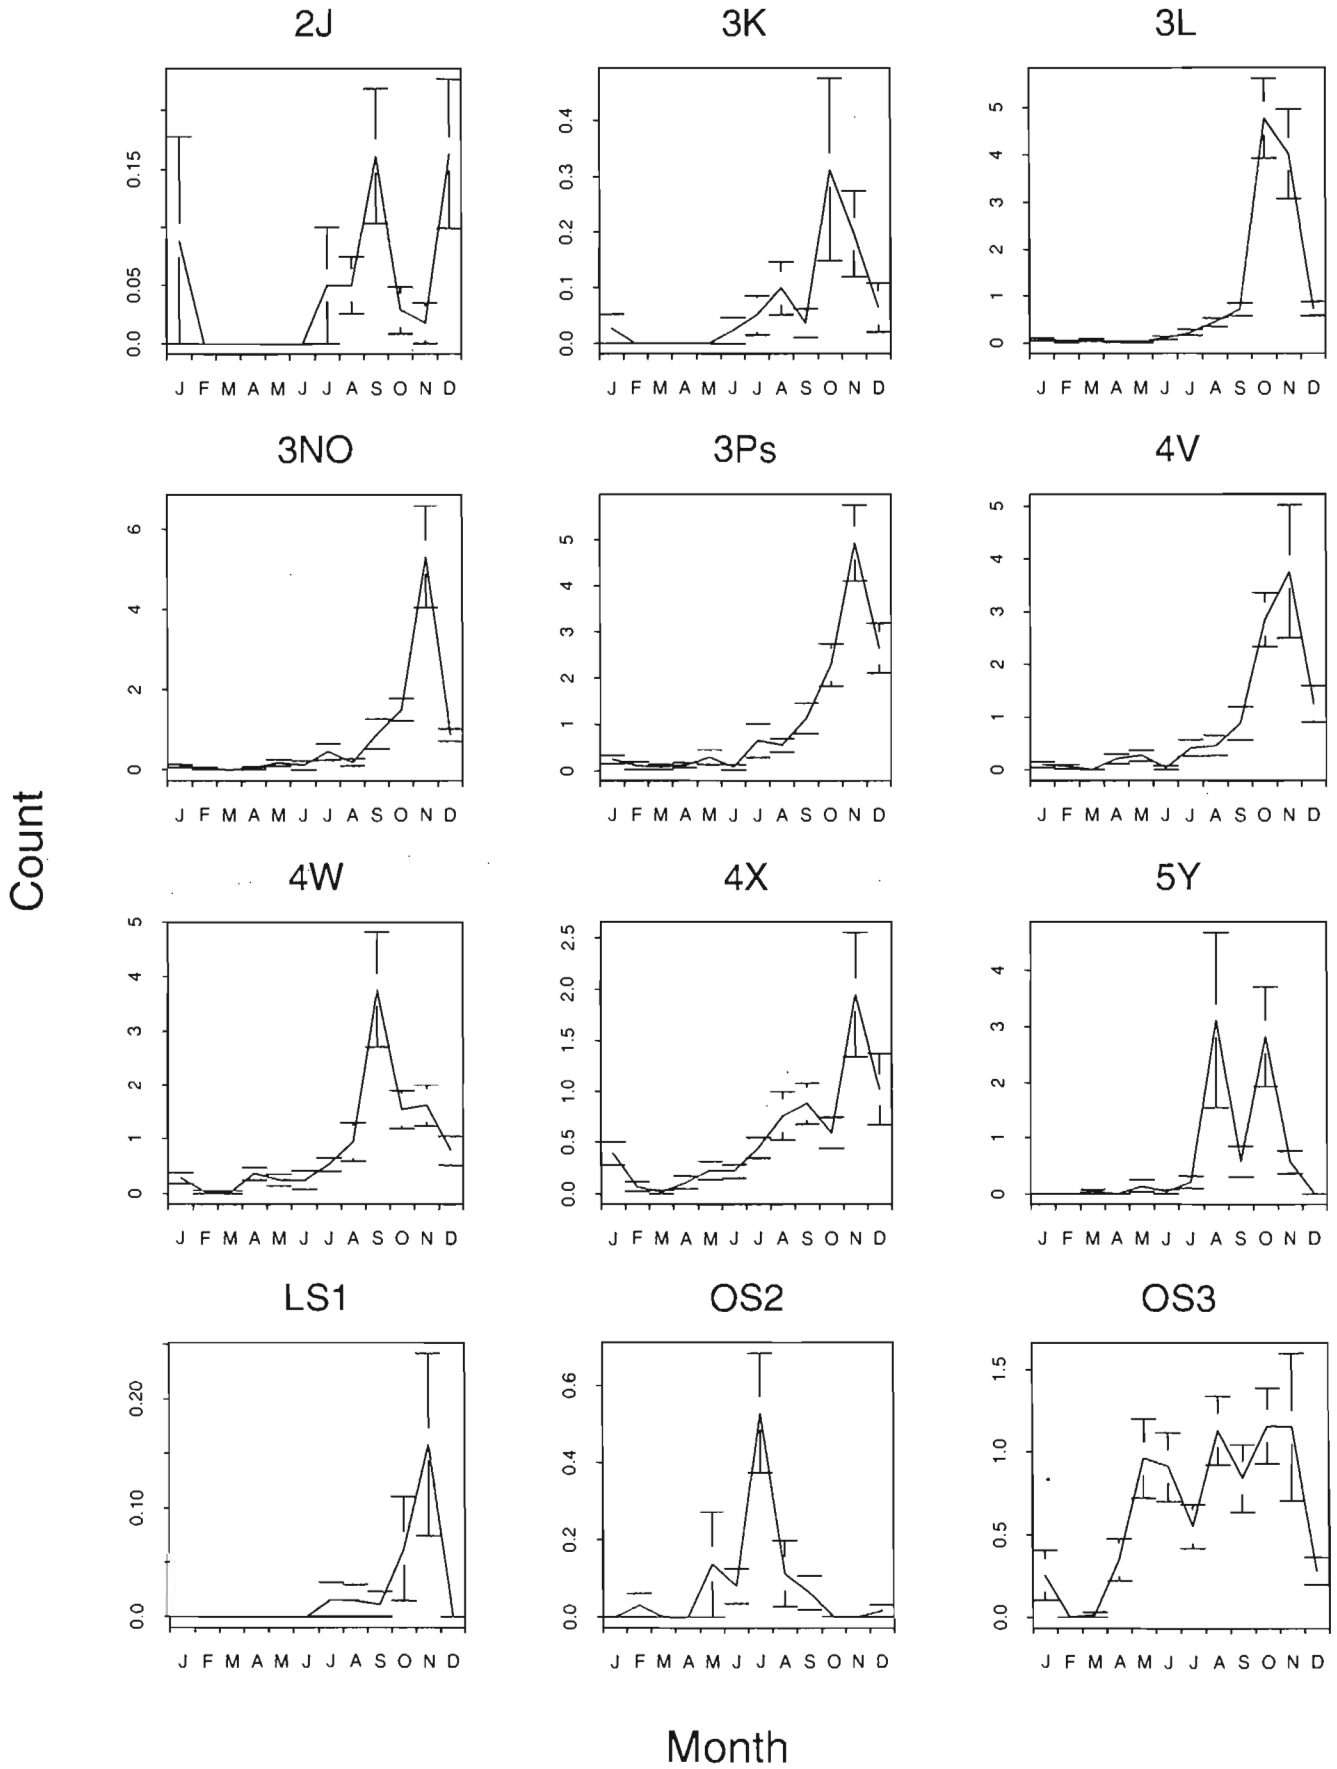 2J 3K 3L
0.0 0.05 0.15
J F M A M J J A S O N D
0.0 0.1 0.2 0.3 0.4
J F M A M J J A S O N D
0 1 2 3 4 5
J F M A M J J A S O N D
3NO 3Ps 4V
0 2 4 6
J F M A M J J A S O N D
0 1 2 3 4 5
J F M A M J J A S O N D
0 1 2 3 4 5
J F M A M J J A S O N D
Count
4W 4X 5Y
0 1 2 3 4 5
J F M A M J J A S O N D
0.0 0.5 1.0 1.5 2.0 2.5
J F M A M J J A S O N D
0 1 2 3 4
J F M A M J J A S O N D
LS1 OS2 OS3
0.0 0.10 0.20
J F M A M J J A S O N D
0.0 0.2 0.4 0.6
J F M A M J J A S O N D
0.0 0.5 1.0 1.5
J F M A M J J A S O N D
Month